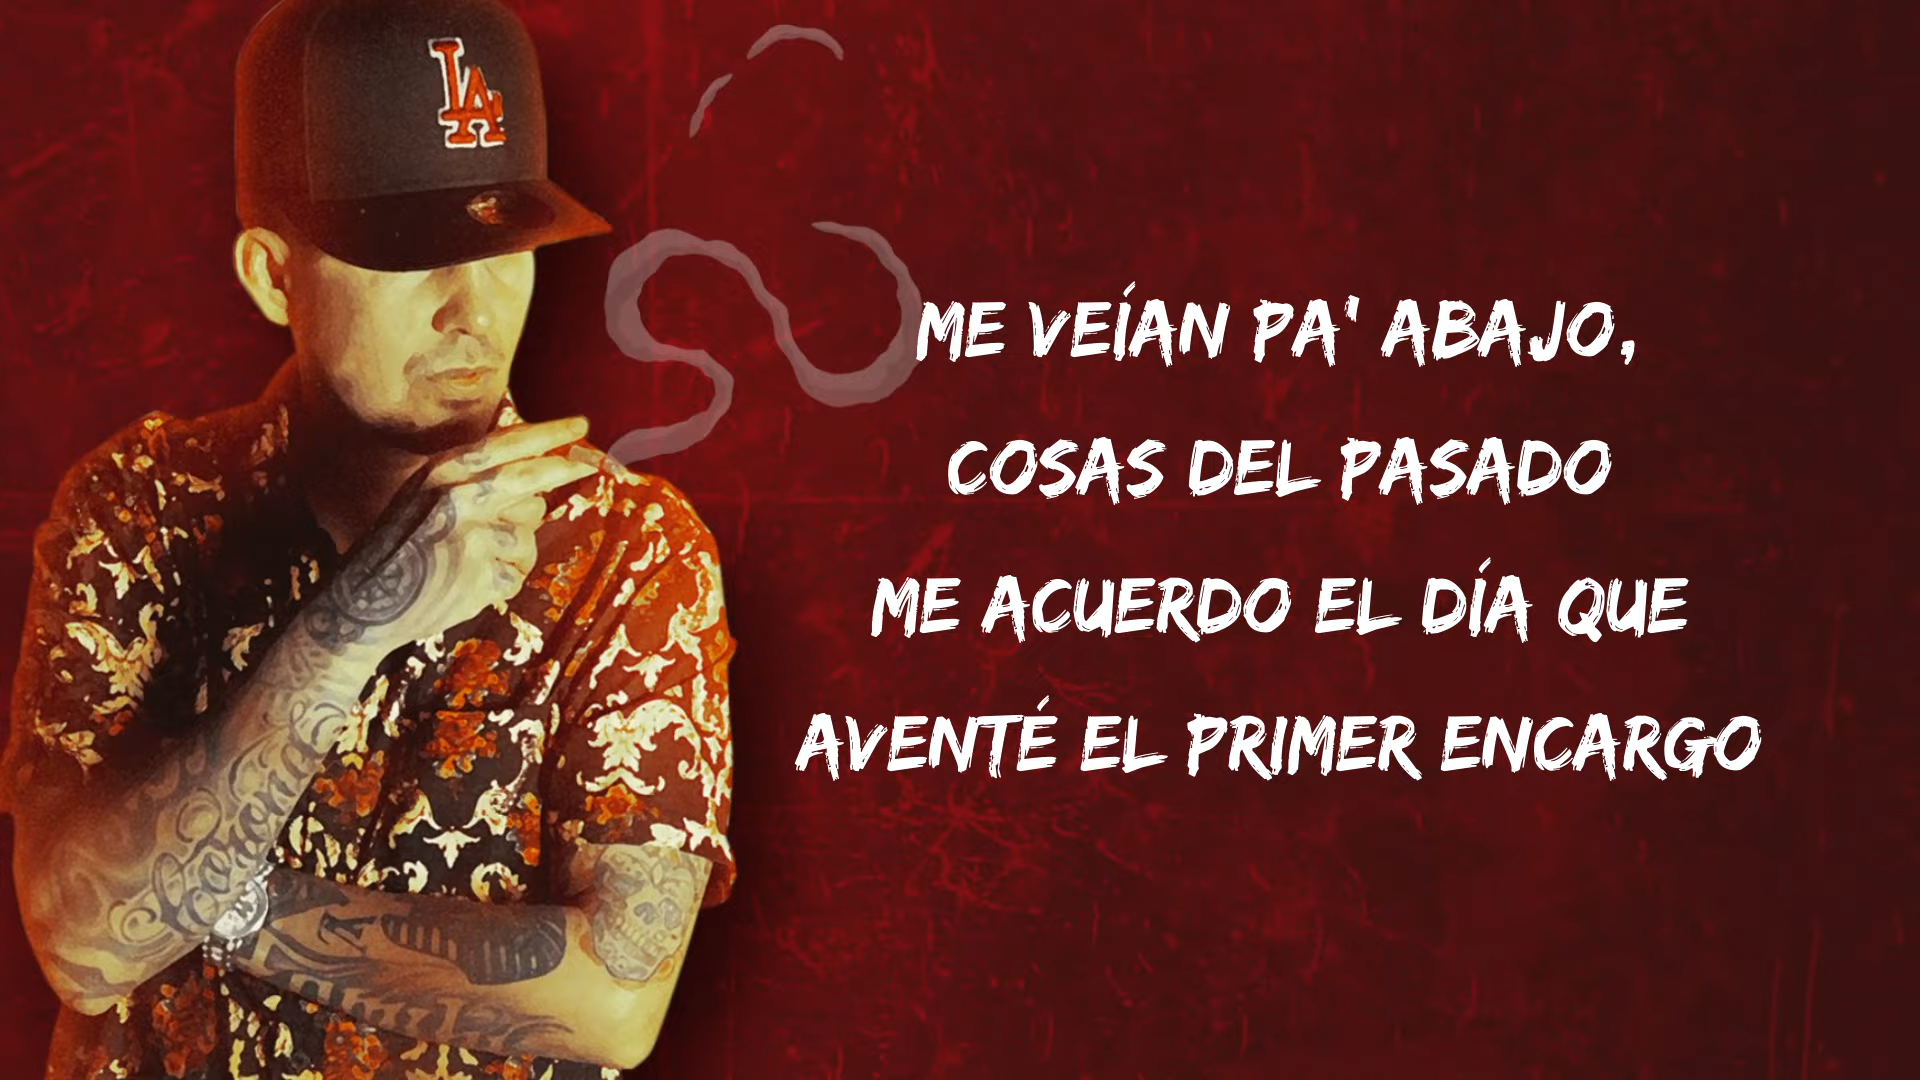 LA
ME VEÍAN PA' ABAJO,
COSAS DEL PASADO
ME ACUERDO EL DÍA QUE
AVENTÉ EL PRIMER ENCARGO